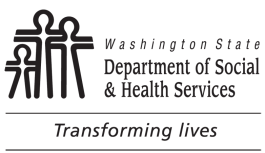 Washington State
Department of Social
& Health Services
Transforming lives